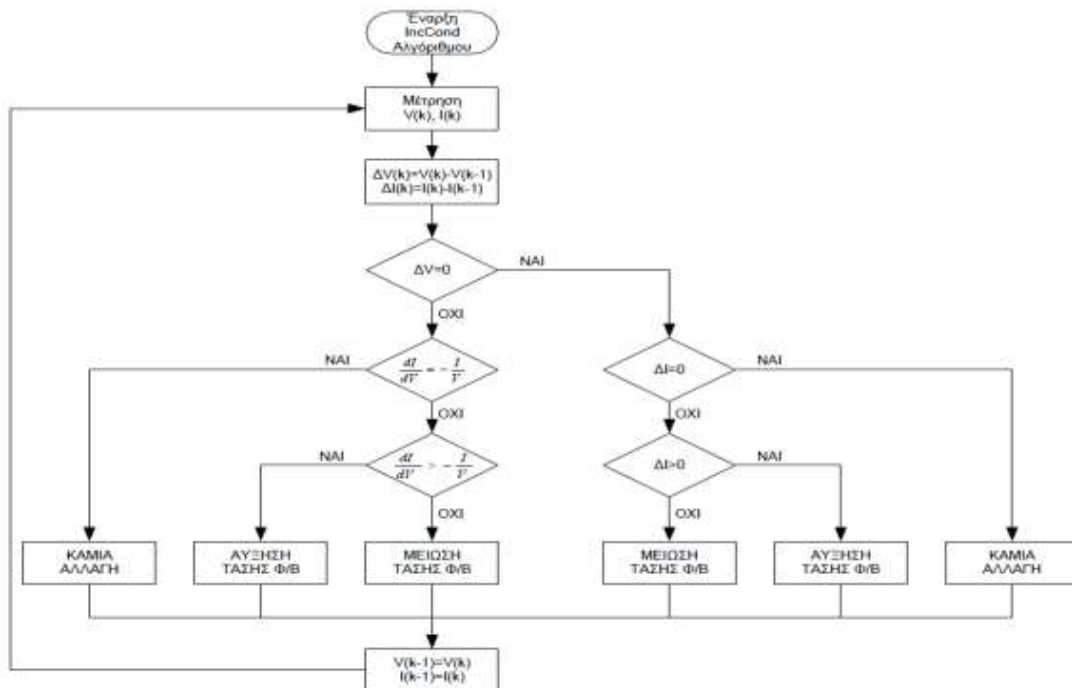 Έναρξη
IncCond
Αλγόριθμου
Μέτρηση
V(k), I(k)
ΔV(k)=V(k)-V(k-1)
ΔI(k)=I(k)-I(k-1)
ΔV=0
ΝΑΙ
ΟΧΙ
ΝΑΙ
dI/dV = - I/V
ΔI=0
ΝΑΙ
ΟΧΙ
ΟΧΙ
ΝΑΙ
dI/dV > - I/V
ΔI>0
ΝΑΙ
ΟΧΙ
ΟΧΙ
ΚΑΜΙΑ
ΑΛΛΑΓΗ
ΑΥΞΗΣΗ
ΤΑΣΗΣ Φ/Β
ΜΕΙΩΣΗ
ΤΑΣΗΣ Φ/Β
ΜΕΙΩΣΗ
ΤΑΣΗΣ Φ/Β
ΑΥΞΗΣΗ
ΤΑΣΗΣ Φ/Β
ΚΑΜΙΑ
ΑΛΛΑΓΗ
V(k-1)=V(k)
I(k-1)=I(k)